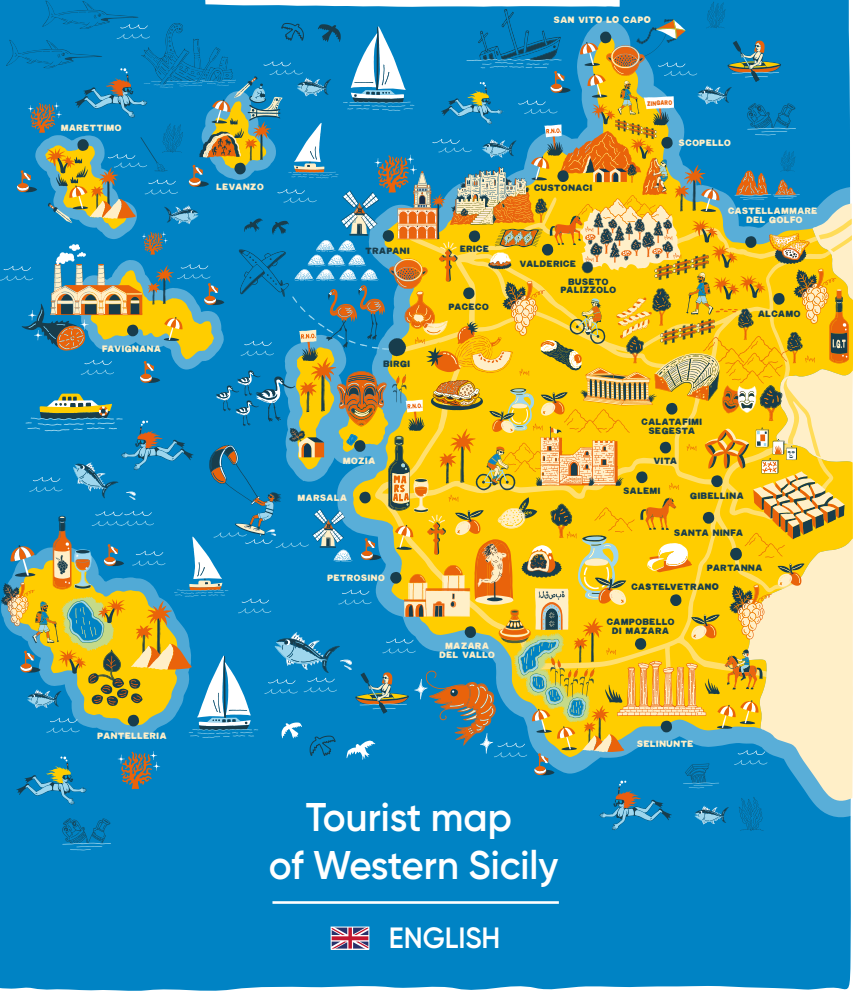 SAN VITO LO CAPO
ZINGARO
MARETTIMO
R.N.O.
SCOPELLO
LEVANZO
CUSTONACI
CASTELLAMMARE
DEL GOLFO
TRAPANI
ERICE
VALDERICE
BUSETO
PALIZZOLO
PACECO
ALCAMO
I.G.T
FAVIGNANA
R.N.O.
BIRGI
R.N.O.
CALATAFIMI
SEGESTA
MOZIA
VITA
SALEMI
GIBELLINA
MARSALA
MAR
SALA
SANTA NINFA
PARTANNA
PETROSINO
CASTELVETRANO
CAMPOBELLO
DI MAZARA
MAZARA
DEL VALLO
PANTELLERIA
SELINUNTE
Tourist map
of Western Sicily
ENGLISH